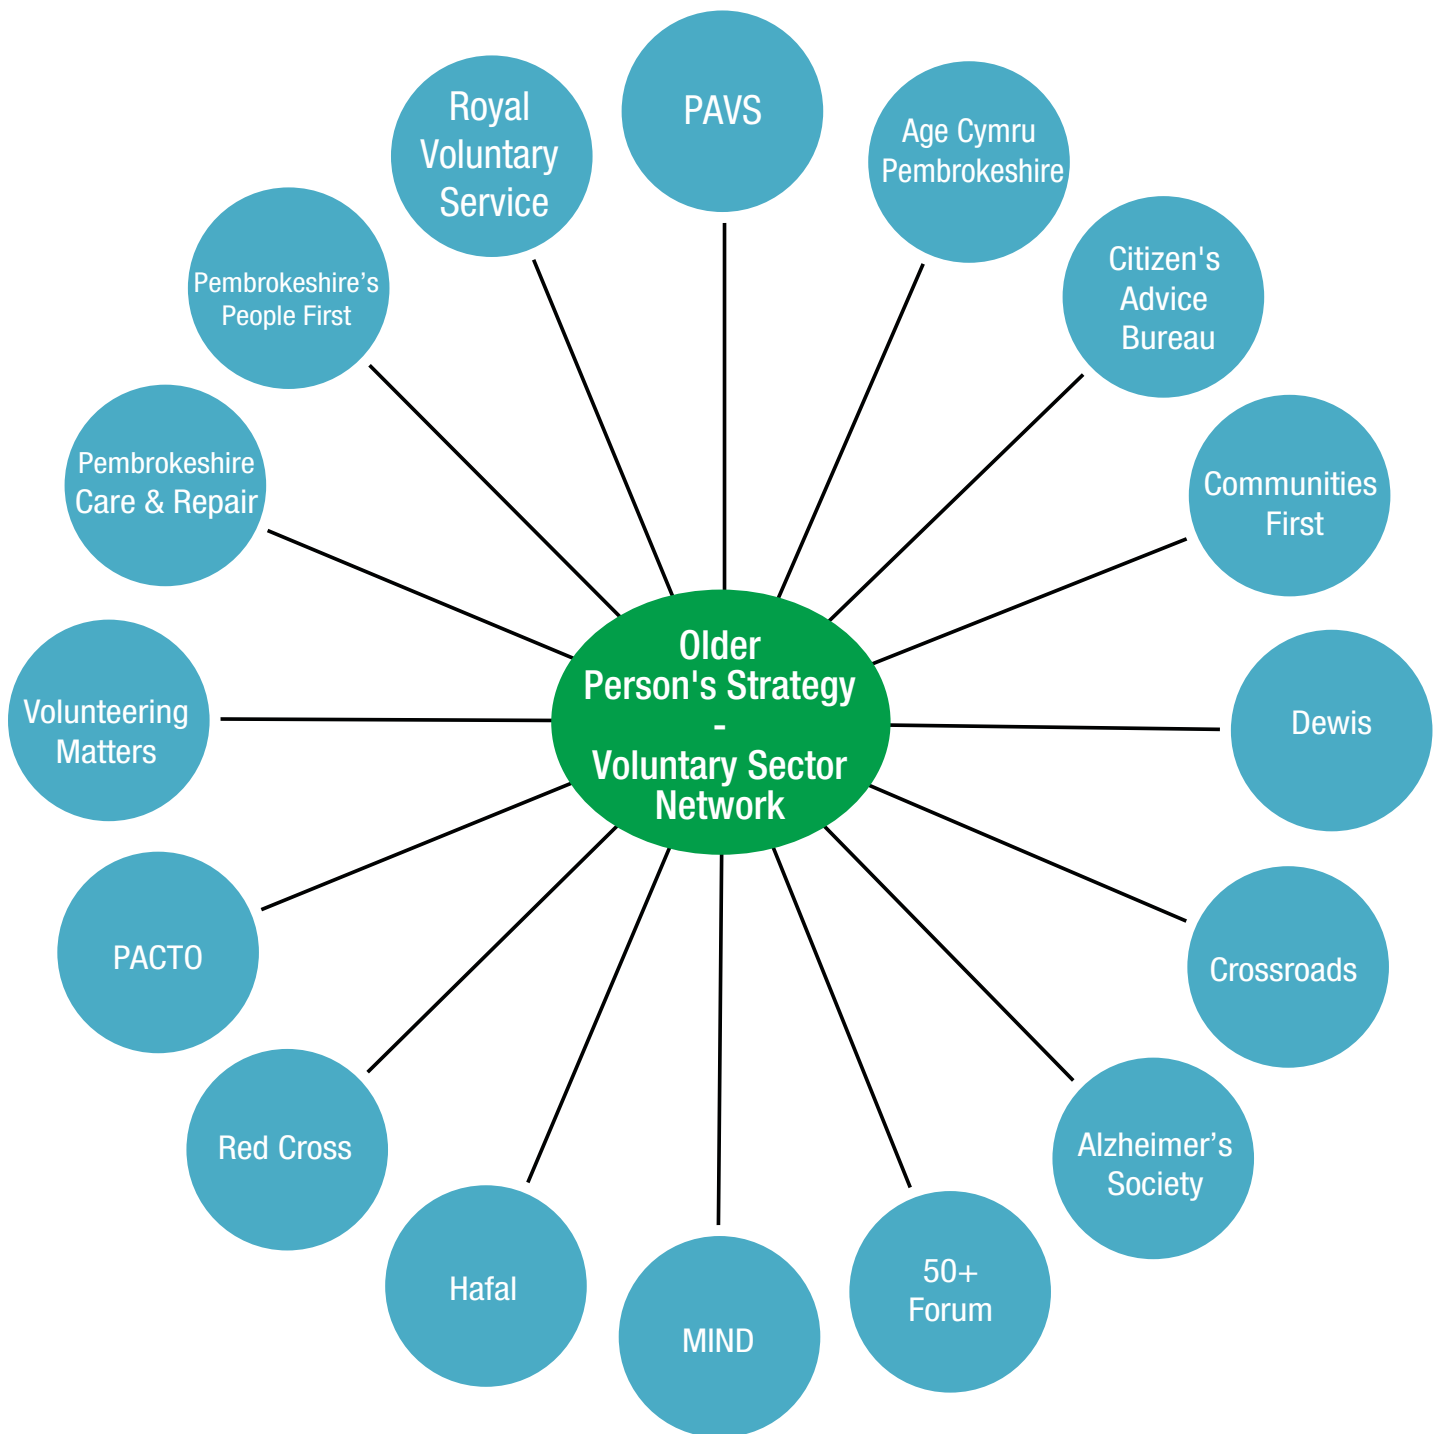 PAVS
Age Cymru
Pembrokeshire
Citizen's
Advice
Bureau
Communities
First
Dewis
Crossroads
Alzheimer’s
Society
50+
Forum
MIND
Hafal
Red Cross
PACTO
Volunteering
Matters
Pembrokeshire
Care & Repair
Pembrokeshire’s
People First
Royal
Voluntary
Service
Older
Person's Strategy
-
Voluntary Sector
Network